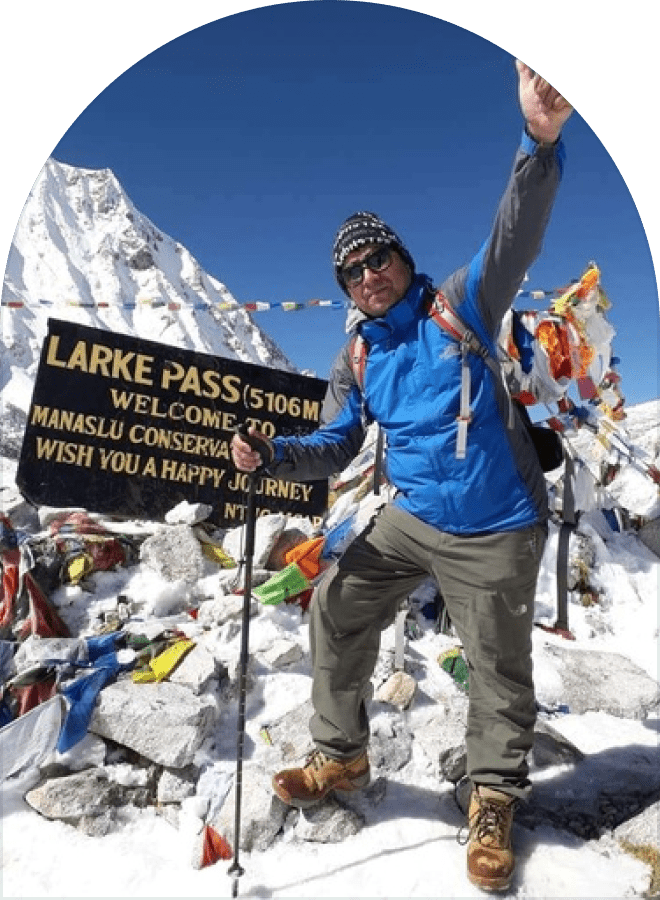 LARKE PASS (5106M
WELCOME TO
MANASLU CONSERVA
WISH YOU A HAPPY JOURNEY